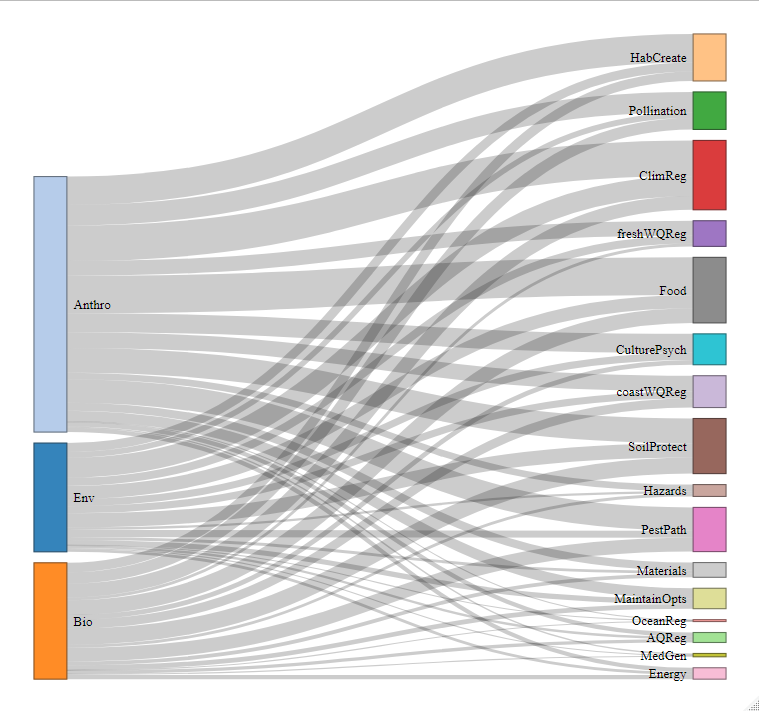 Anthro
Env
Bio
HabCreate
Pollination
ClimReg
freshWQReg
Food
CulturePsych
coastWQReg
SoilProtect
Hazards
PestPath
Materials
MaintainOpts
OceanReg
AQReg
MedGen
Energy